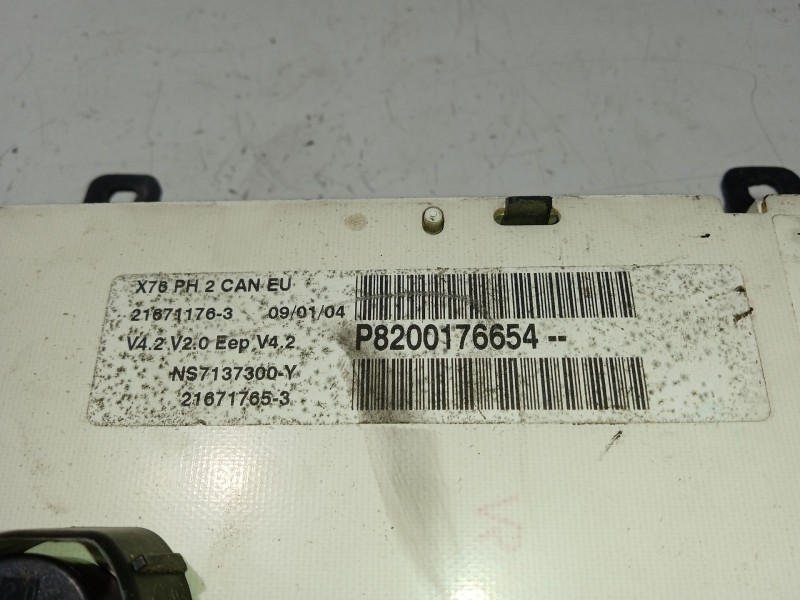 X76 PH 2 CAN EU
21671176-3 09/01/04
V4.2 V2.0 Eep V4.2
P8200176654 --
NS7137300-Y
21671765-3
VR